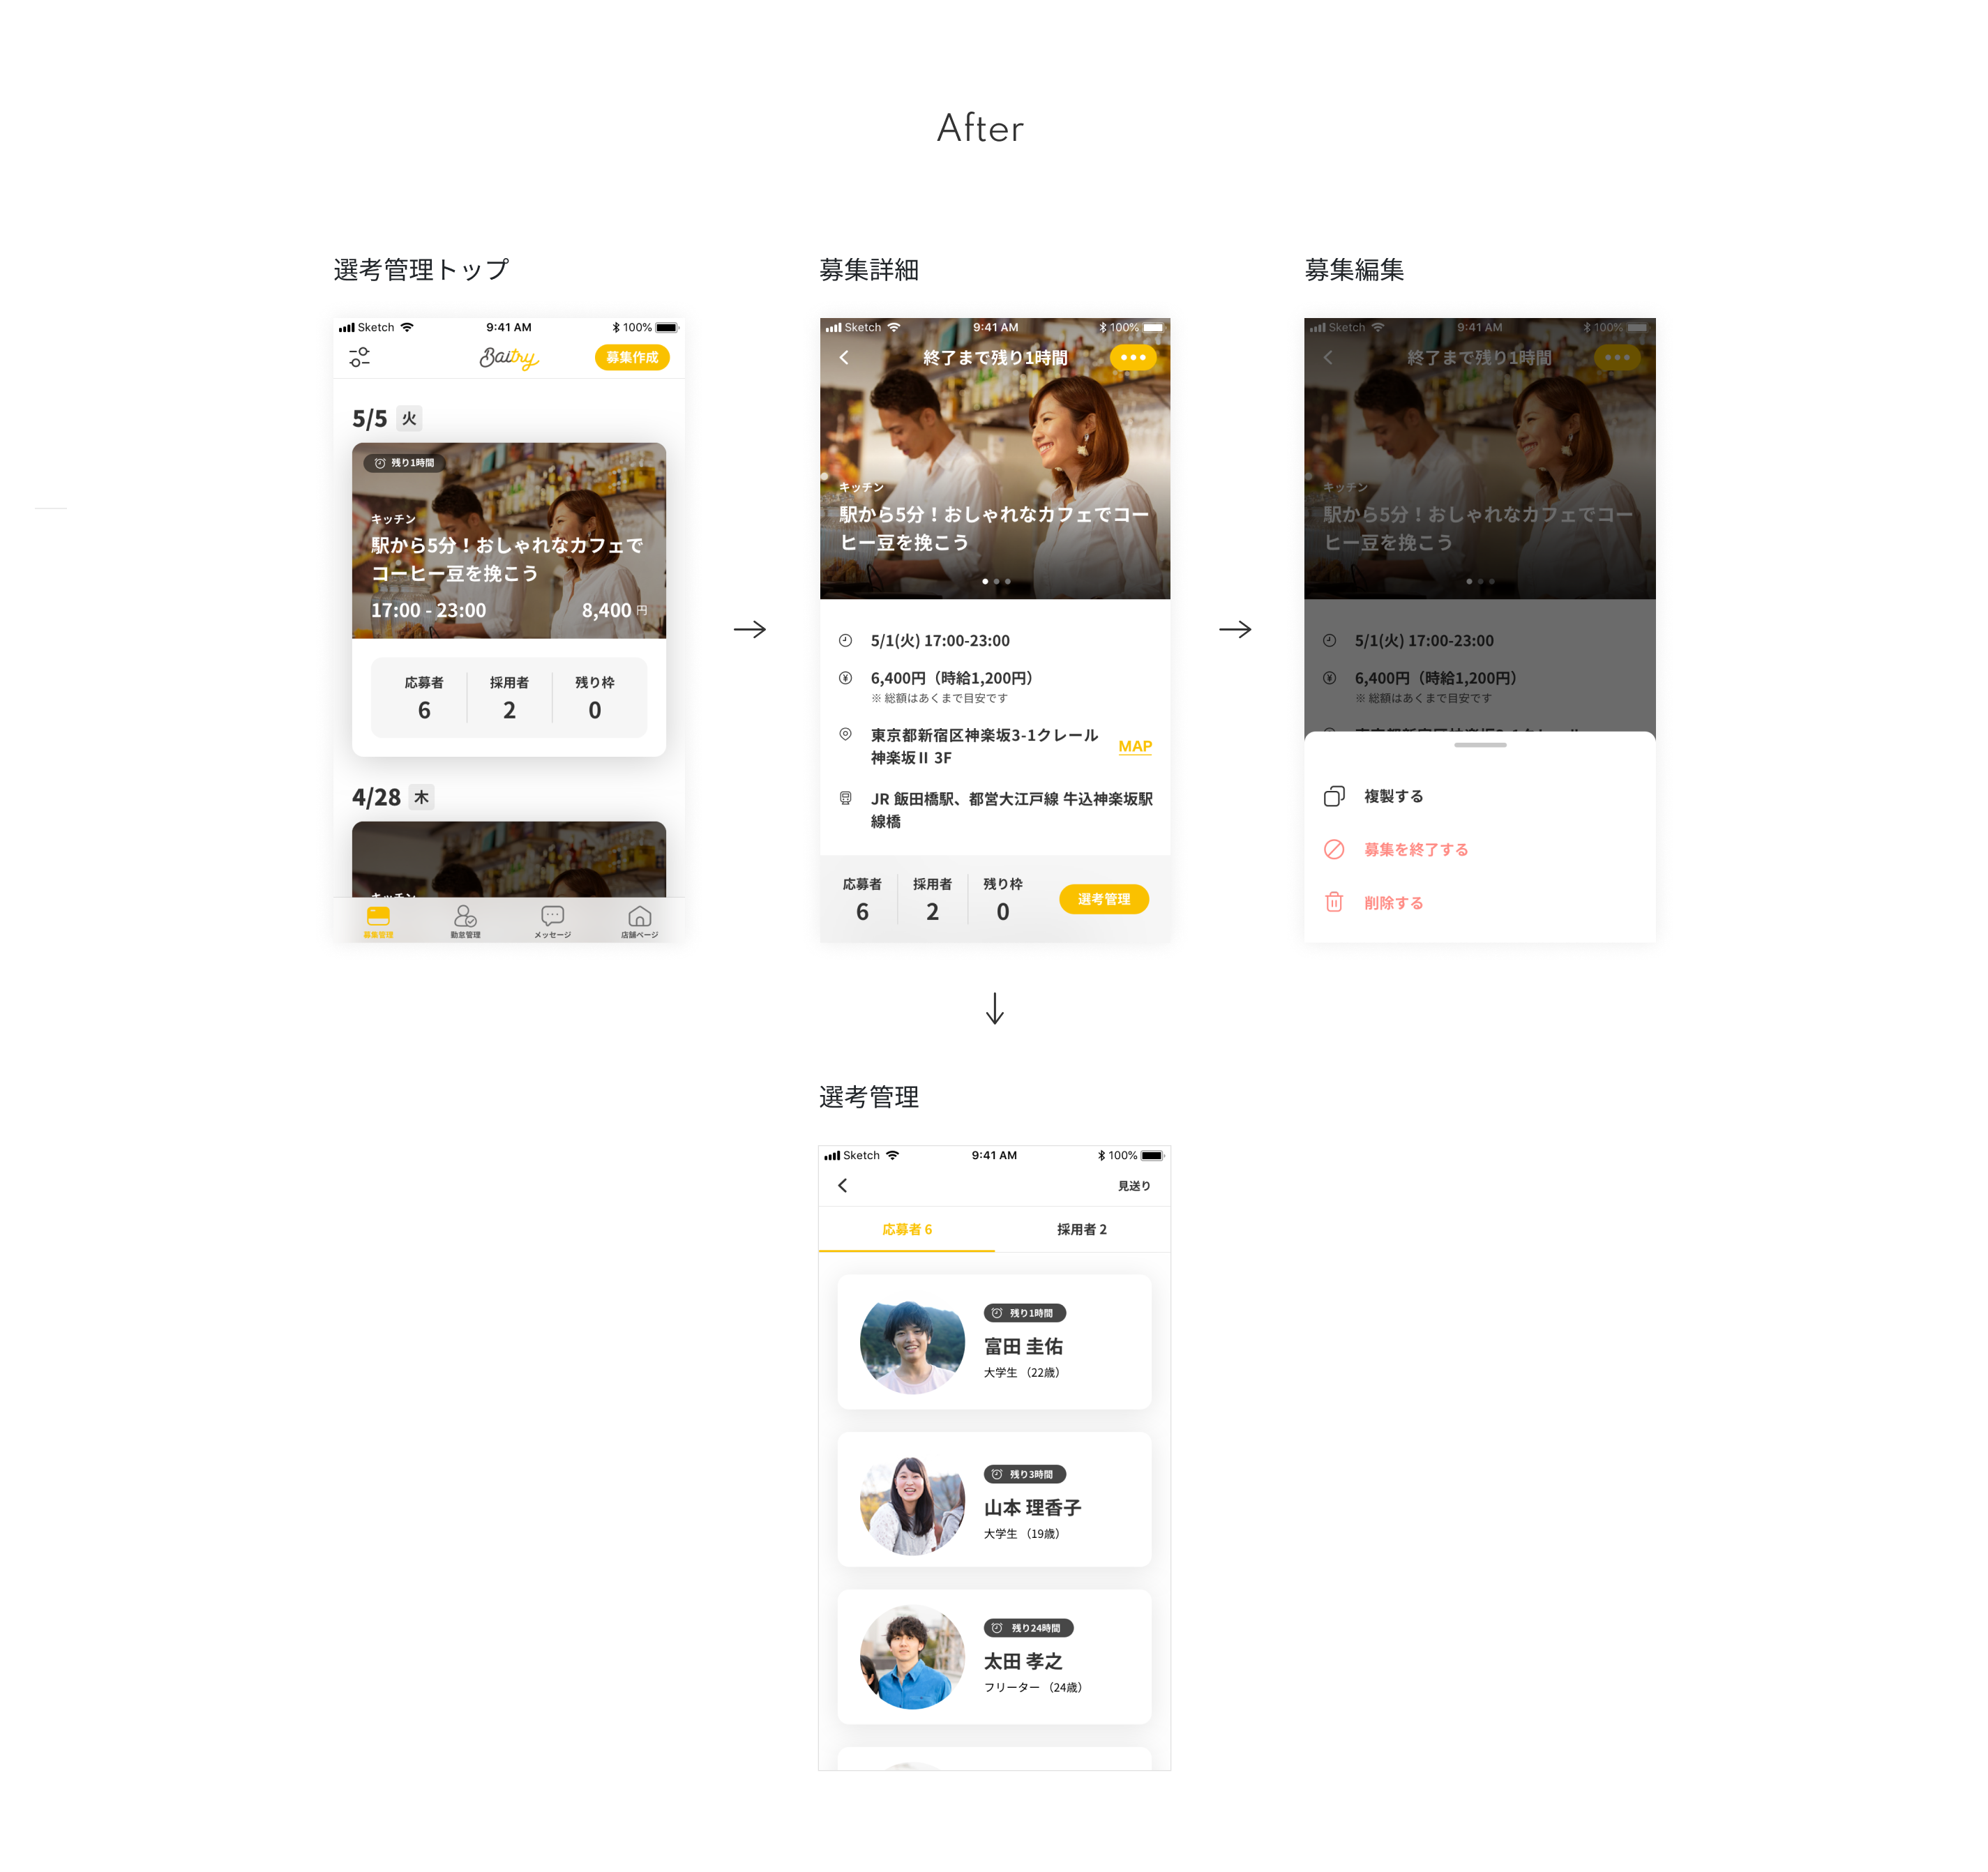 After
選考管理トップ
Sketch 9:41 AM 100%
Baitry
募集作成
5/5 火
残り1時間
キッチン
駅から5分！おしゃれなカフェで
コーヒー豆を挽こう
17:00 - 23:00 8,400 円
応募者 採用者 残り枠
6 2 0
4/28 木
キッチン
募集管理 勤怠管理 メッセージ 店舗ページ
募集詳細
Sketch 9:41 AM 100%
終了まで残り1時間
キッチン
駅から5分！おしゃれなカフェでコー
ヒー豆を挽こう
5/1(火) 17:00-23:00
6,400円（時給1,200円）
※ 総額はあくまで目安です
東京都新宿区神楽坂3-1クレール
神楽坂Ⅱ 3F
MAP
JR 飯田橋駅、都営大江戸線 牛込神楽坂駅
線橋
応募者 採用者 残り枠
6 2 0
選考管理
募集編集
Sketch 9:41 AM 100%
終了まで残り1時間
キッチン
駅から5分！おしゃれなカフェでコー
ヒー豆を挽こう
5/1(火) 17:00-23:00
6,400円（時給1,200円）
※ 総額はあくまで目安です
複製する
募集を終了する
削除する
選考管理
Sketch 9:41 AM 100%
見送り
応募者 6 採用者 2
残り1時間
富田 圭佑
大学生 （22歳）
残り3時間
山本 理香子
大学生 （19歳）
残り24時間
太田 孝之
フリーター （24歳）